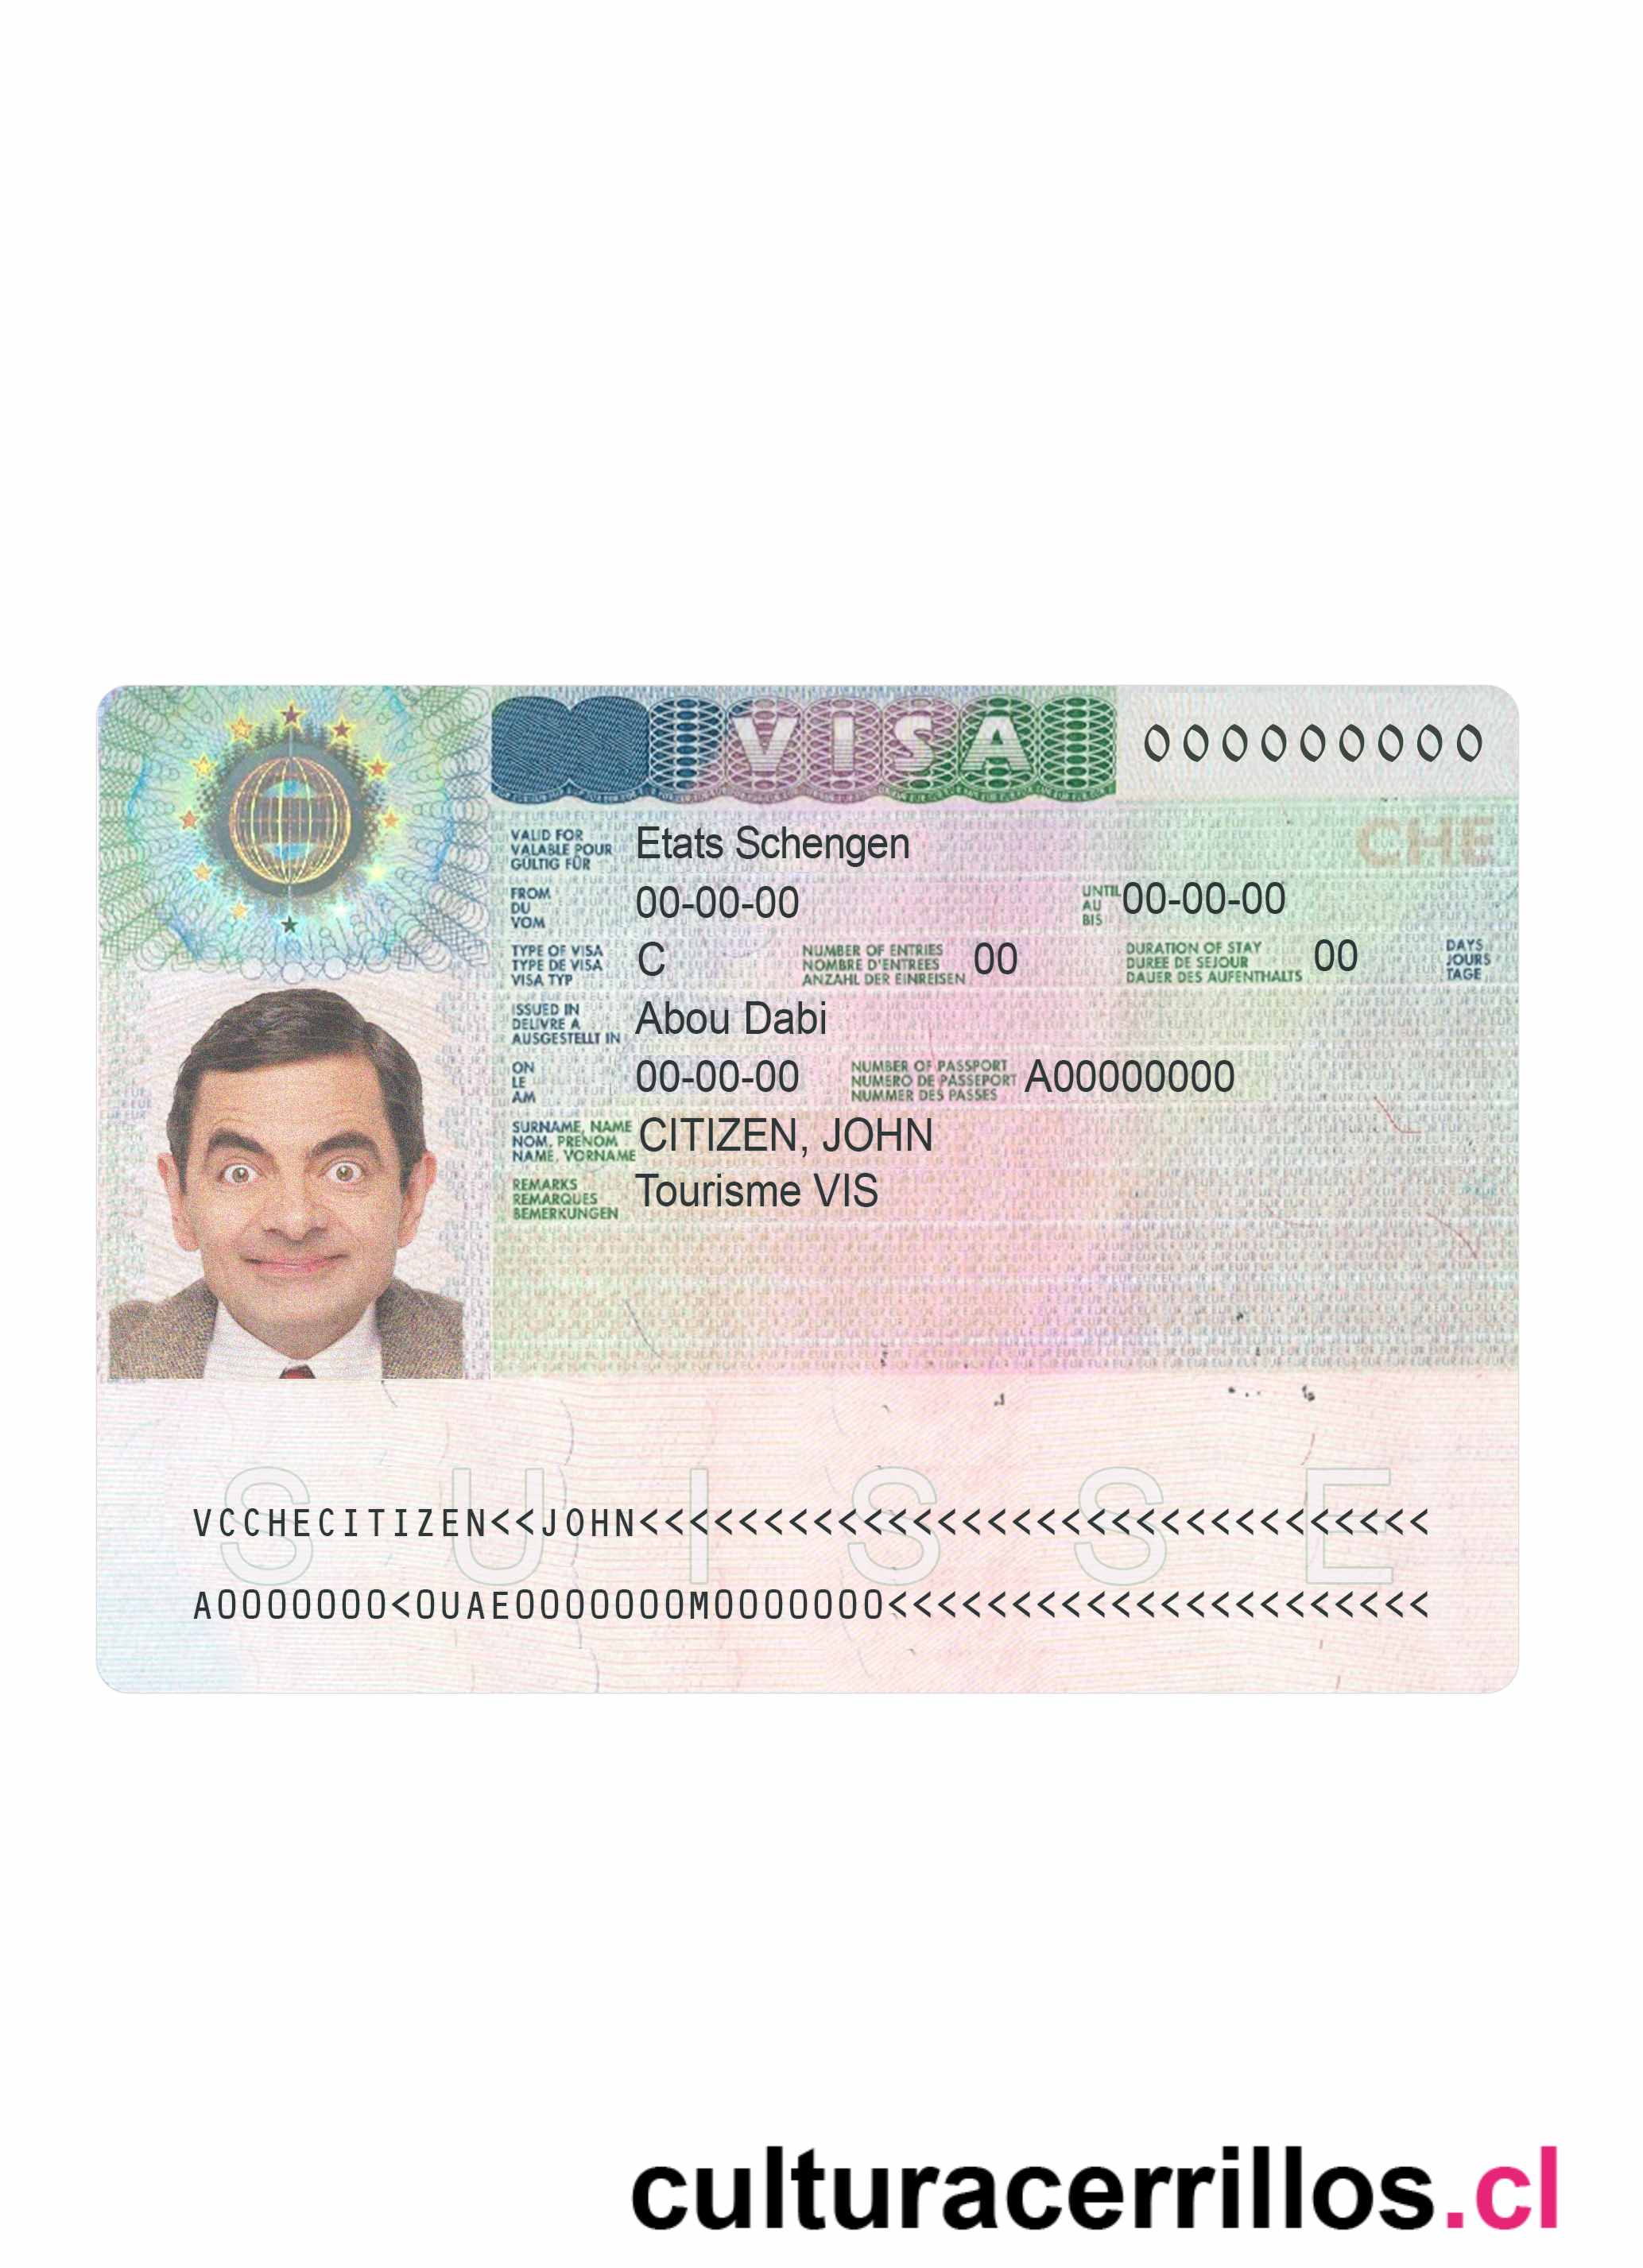 VISA
000000000
CHE
VALID FOR
VALABLE POUR
GÜLTIG FÜR
Etats Schengen
FROM
DU
VOM
00-00-00
UNTIL
AU
BIS
00-00-00
TYPE OF VISA
TYPE DE VISA
VISA TYP
C
NUMBER OF ENTRIES
NOMBRE D'ENTREES
ANZAHL DER EINREISEN
00
DURATION OF STAY
DUREE DE SEJOUR
DAUER DES AUFENTHALTS
00
DAYS
JOURS
TAGE
ISSUED IN
DELIVRE A
AUSGESTELLT IN
Abou Dabi
ON
LE
AM
00-00-00
NUMBER OF PASSPORT
NUMERO DE PASSEPORT
NUMMER DES PASSES
A00000000
SURNAME, NAME
NOM, PRENOM
NAME, VORNAME
CITIZEN, JOHN
REMARKS
REMARQUES
BEMERKUNGEN
Tourisme VIS
SUISSE
VCCHECITIZEN<<JOHN<<<<<<<<<<<<<<<<<<<<<<<<<<<<<<<<
A0000000<0UAE0000000M0000000<<<<<<<<<<<<<<<<<<<<<<
culturacerrillos.cl